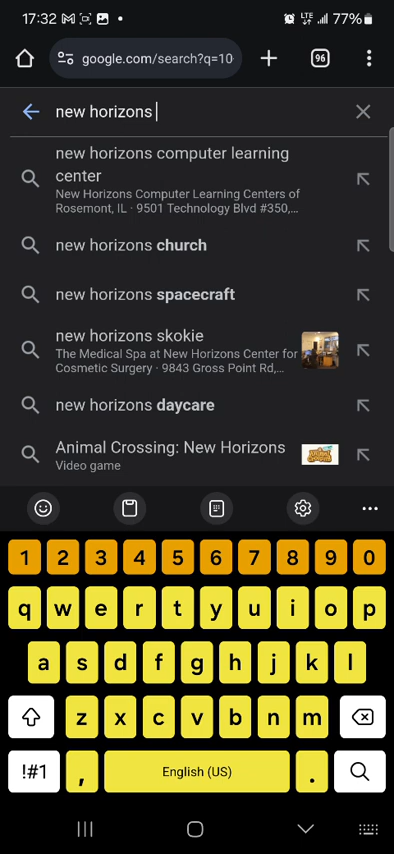 17:32
LTE
77%
google.com/search?q=10
96
new horizons
new horizons computer learning
center
New Horizons Computer Learning Centers of
Rosemont, IL · 9501 Technology Blvd #350,...
new horizons church
new horizons spacecraft
new horizons skokie
The Medical Spa at New Horizons Center for
Cosmetic Surgery · 9843 Gross Point Rd,...
new horizons daycare
Animal Crossing: New Horizons
Video game
1 2 3 4 5 6 7 8 9 0
q w e r t y u i o p
a s d f g h j k l
z x c v b n m
!#1 , English (US) .